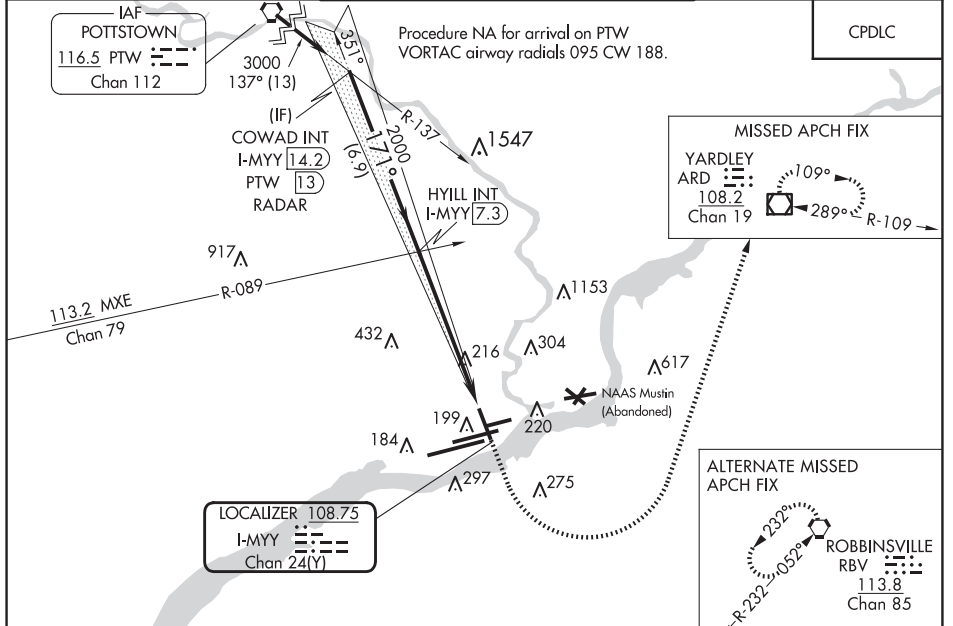 IAF
POTTSTOWN
116.5 PTW
Chan 112
3000
137° (13)
351°
Procedure NA for arrival on PTW
VORTAC airway radials 095 CW 188.
CPDLC
(IF)
COWAD INT
I-MYY 14.2
PTW 13
RADAR
R-137
2000
171°
(6.9)
1547
HYILL INT
I-MYY 7.3
MISSED APCH FIX
YARDLEY
ARD
108.2
Chan 19
109°
289°
R-109
917
R-089
113.2 MXE
Chan 79
1153
432
216
304
617
NAAS Mustin
(Abandoned)
199
220
184
297
275
LOCALIZER 108.75
I-MYY
Chan 24(Y)
ALTERNATE MISSED
APCH FIX
232°
052°
R-232
ROBBINSVILLE
RBV
113.8
Chan 85